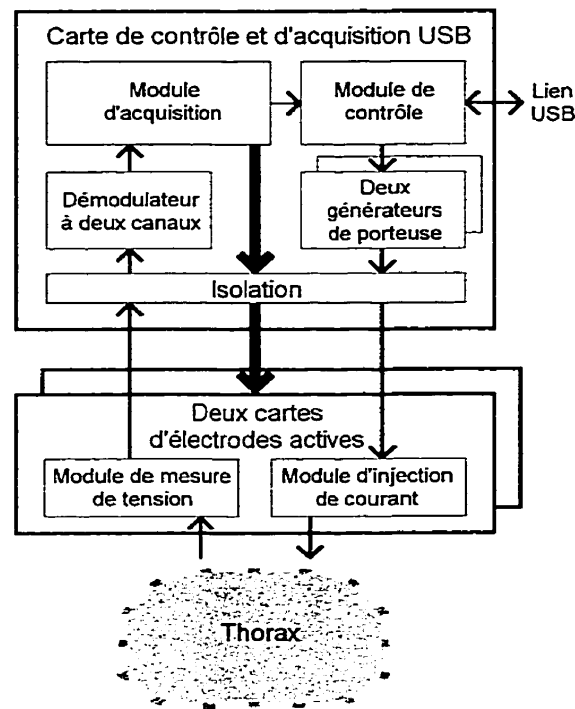 Carte de contrôle et d'acquisition USB
Module
d'acquisition
Module de
contrôle
Lien
USB
Démodulateur
à deux canaux
Deux
générateurs
de porteuse
Isolation
Deux cartes
d'électrodes actives
Module de mesure
de tension
Module d'injection
de courant
Thorax